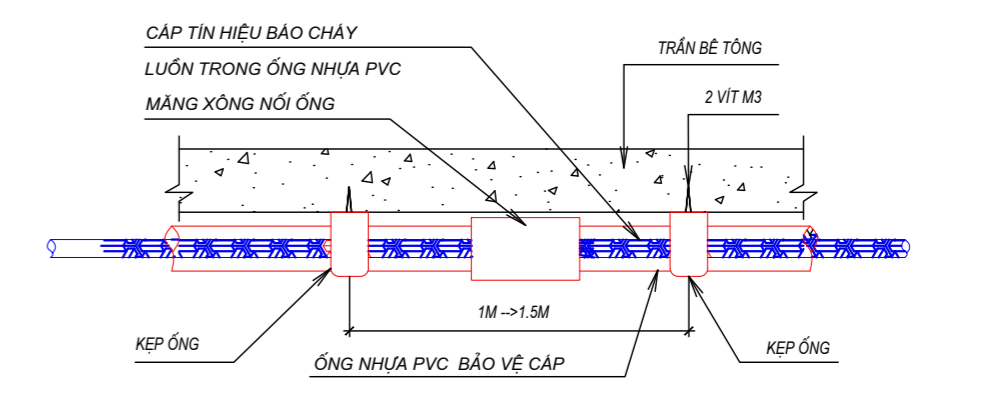 CÁP TÍN HIỆU BÁO CHÁY
LUỒN TRONG ỐNG NHỰA PVC
MĂNG XÔNG NỐI ỐNG
TRẦN BÊ TÔNG
2 VÍT M3
1M -->1.5M
KẸP ỐNG
ỐNG NHỰA PVC BẢO VỆ CÁP
KẸP ỐNG